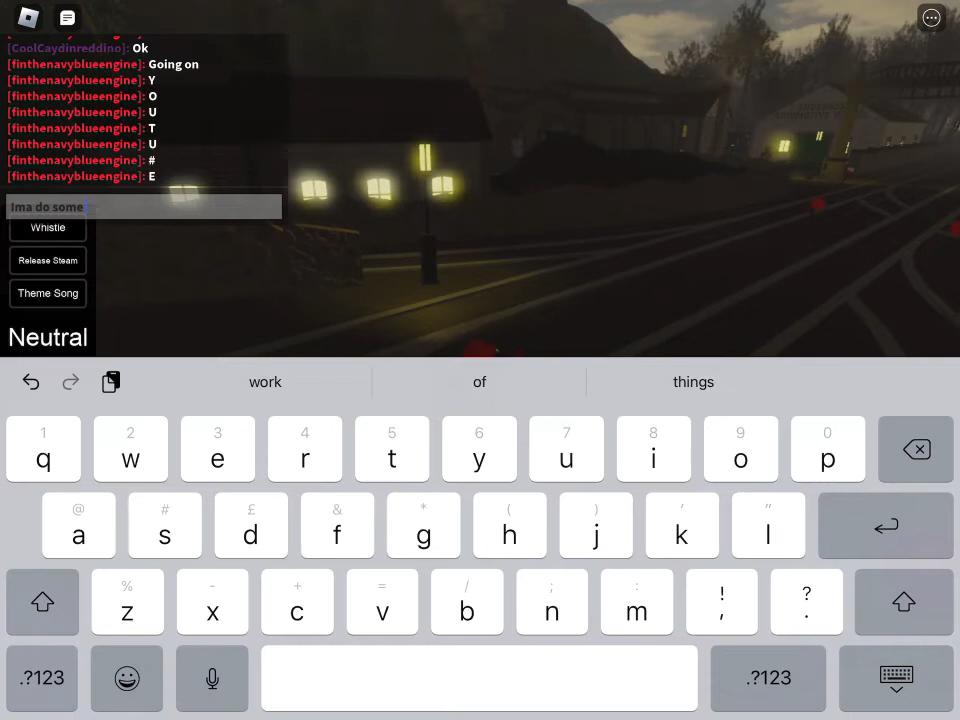 [CoolCaydinreddino]: Ok
[finthenavyblueengine]: Going on
[finthenavyblueengine]: Y
[finthenavyblueengine]: O
[finthenavyblueengine]: U
[finthenavyblueengine]: T
[finthenavyblueengine]: U
[finthenavyblueengine]: #
[finthenavyblueengine]: E
Ima do some
Whistle
Release Steam
Theme Song
Neutral
work of things
1 2 3 4 5 6 7 8 9 0
q w e r t y u i o p
@ # £ & * ( ) ' "
a s d f g h j k l
% - + = / ; : ! ?
z x c v b n m , .
.?123 .?123